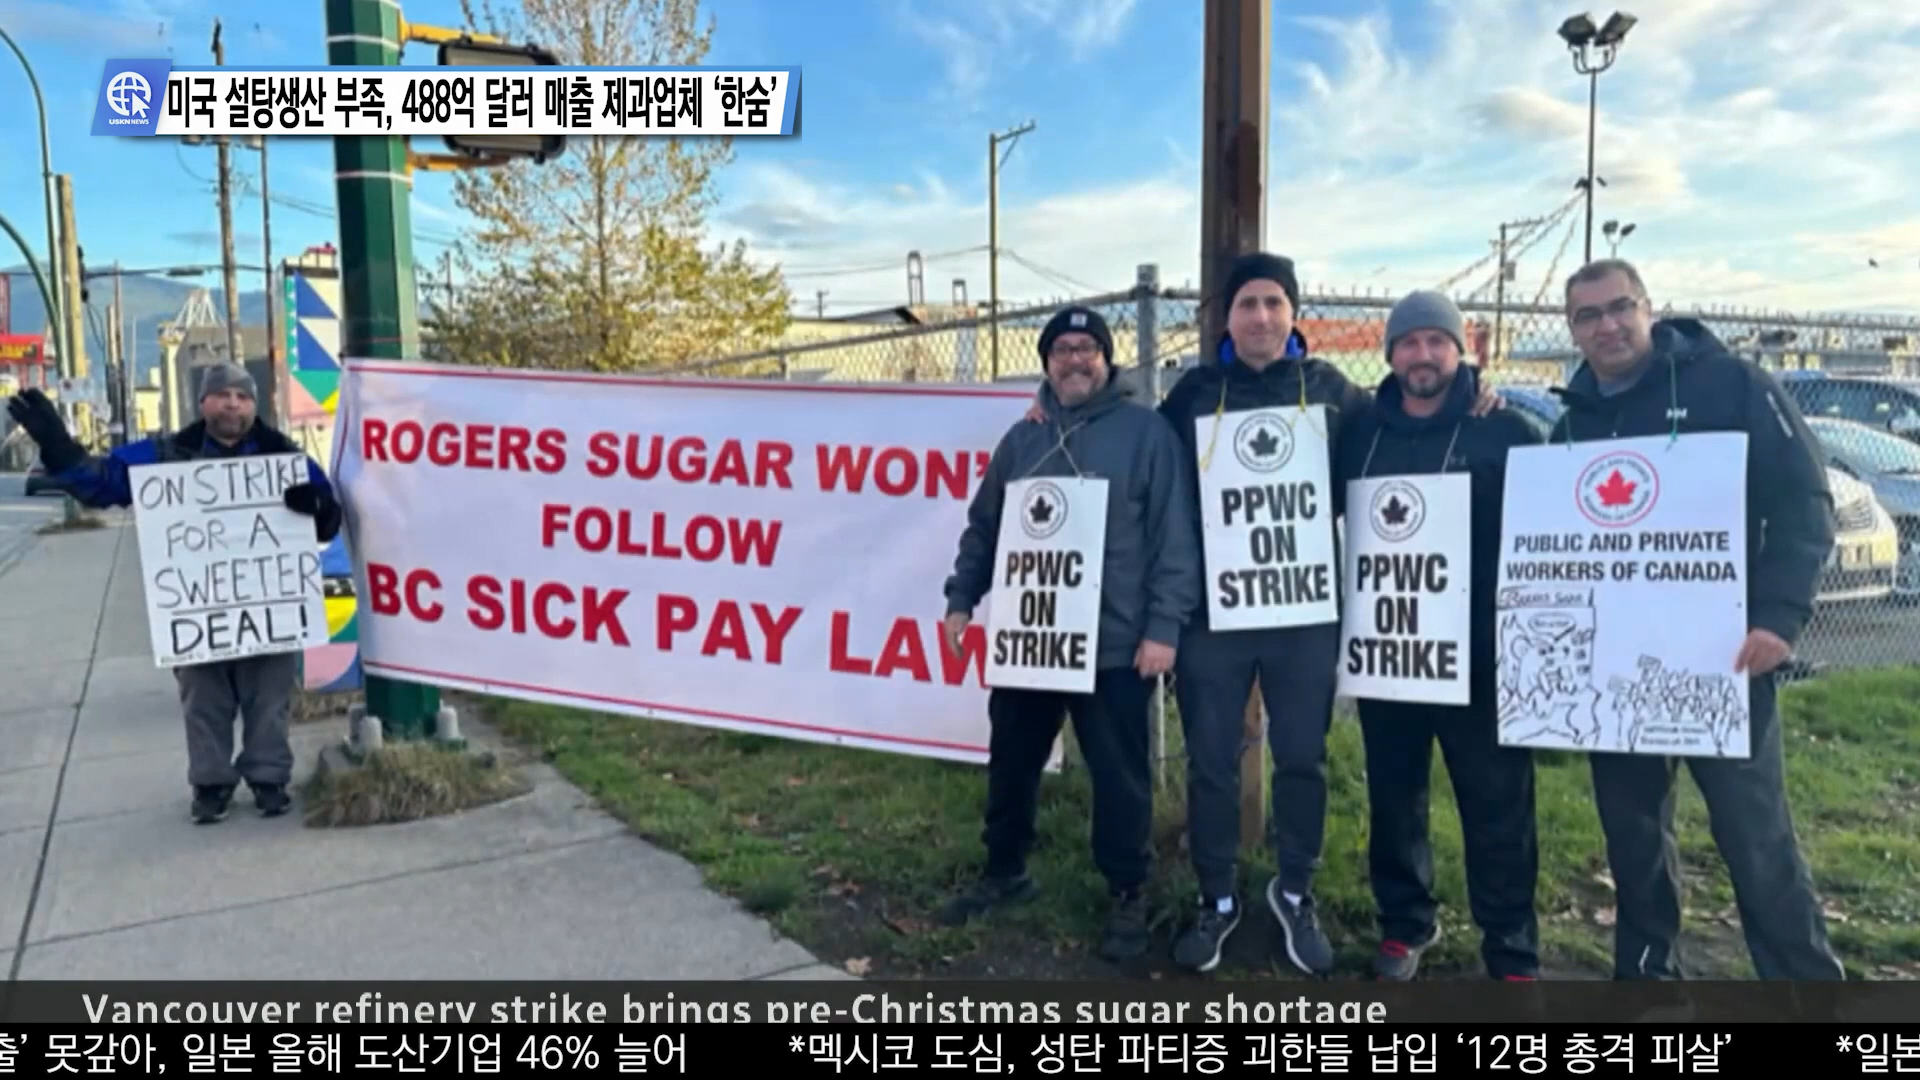 미국 설탕생산 부족, 488억 달러 매출 제과업체 ‘한숨’
USKN NEWS
ON STRIKE
FOR A
SWEETER
DEAL!
ROGERS SUGAR WON'
FOLLOW
BC SICK PAY LAW
PPWC
ON
STRIKE
PPWC
ON
STRIKE
PPWC
ON
STRIKE
PUBLIC AND PRIVATE
WORKERS OF CANADA
Vancouver refinery strike brings pre-Christmas sugar shortage
출’ 못갚아, 일본 올해 도산기업 46% 늘어 *멕시코 도심, 성탄 파티증 괴한들 납입 ‘12명 총격 피살’ *일본